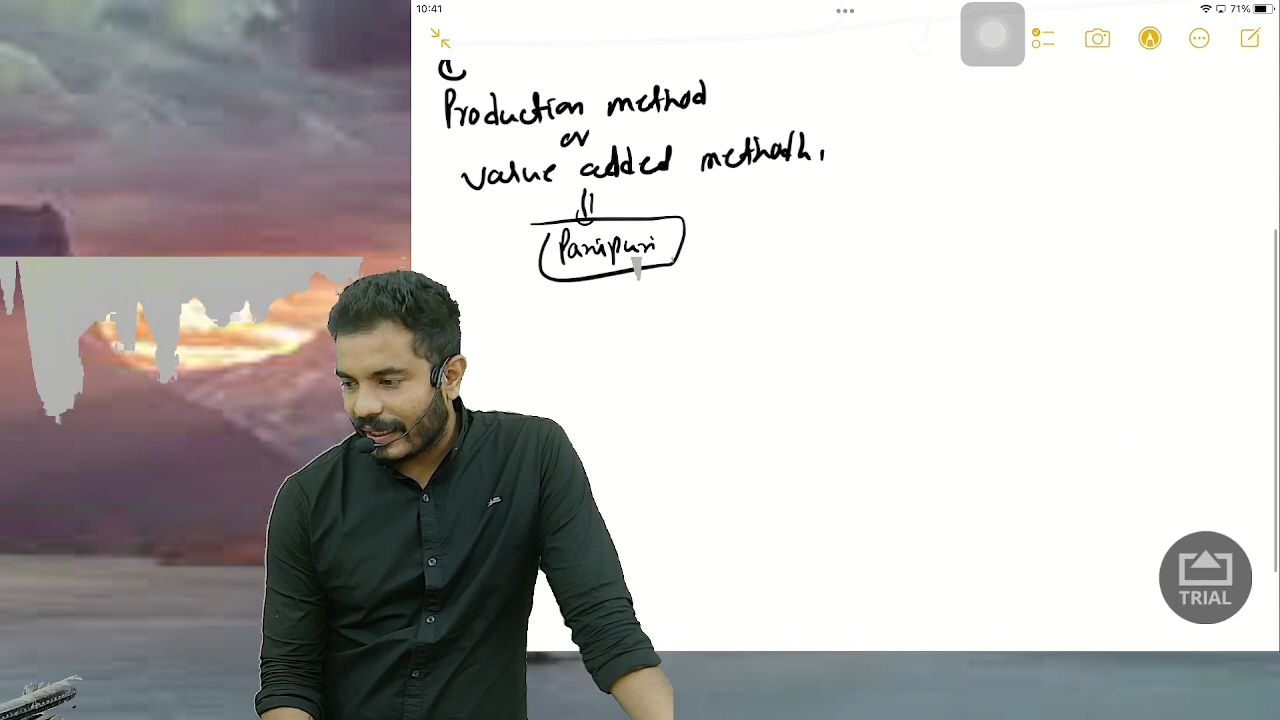 10:41
71%
Production method
or
value added method,
Panipuri
TRIAL